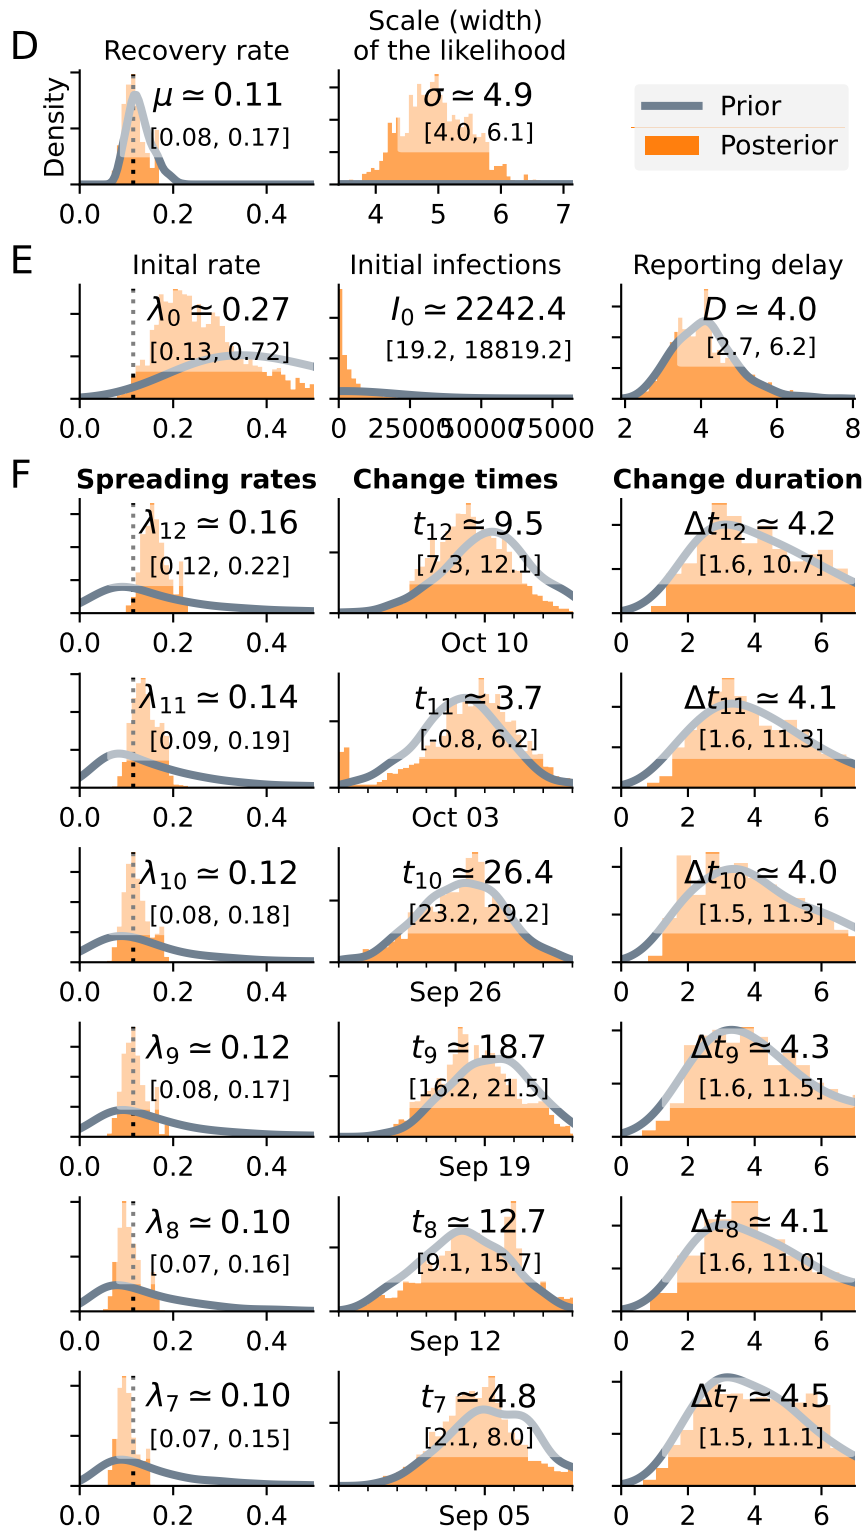 D
Recovery rate
Scale (width)
of the likelihood
Density
μ ≃ 0.11
[0.08, 0.17]
σ ≃ 4.9
[4.0, 6.1]
Prior
Posterior
0.0 0.2 0.4
4 5 6 7
E
Inital rate
Initial infections
Reporting delay
λ0 ≃ 0.27
[0.13, 0.72]
I0 ≃ 2242.4
[19.2, 18819.2]
D ≃ 4.0
[2.7, 6.2]
0.0 0.2 0.4
0 25000 50000 75000
2 4 6 8
F
Spreading rates
Change times
Change duration
λ12 ≃ 0.16
[0.12, 0.22]
t12 ≃ 9.5
[7.3, 12.1]
Δt12 ≃ 4.2
[1.6, 10.7]
0.0 0.2 0.4
Oct 10
0 2 4 6
λ11 ≃ 0.14
[0.09, 0.19]
t11 ≃ 3.7
[-0.8, 6.2]
Δt11 ≃ 4.1
[1.6, 11.3]
0.0 0.2 0.4
Oct 03
0 2 4 6
λ10 ≃ 0.12
[0.08, 0.18]
t10 ≃ 26.4
[23.2, 29.2]
Δt10 ≃ 4.0
[1.5, 11.3]
0.0 0.2 0.4
Sep 26
0 2 4 6
λ9 ≃ 0.12
[0.08, 0.17]
t9 ≃ 18.7
[16.2, 21.5]
Δt9 ≃ 4.3
[1.6, 11.5]
0.0 0.2 0.4
Sep 19
0 2 4 6
λ8 ≃ 0.10
[0.07, 0.16]
t8 ≃ 12.7
[9.1, 15.7]
Δt8 ≃ 4.1
[1.6, 11.0]
0.0 0.2 0.4
Sep 12
0 2 4 6
λ7 ≃ 0.10
[0.07, 0.15]
t7 ≃ 4.8
[2.1, 8.0]
Δt7 ≃ 4.5
[1.5, 11.1]
0.0 0.2 0.4
Sep 05
0 2 4 6